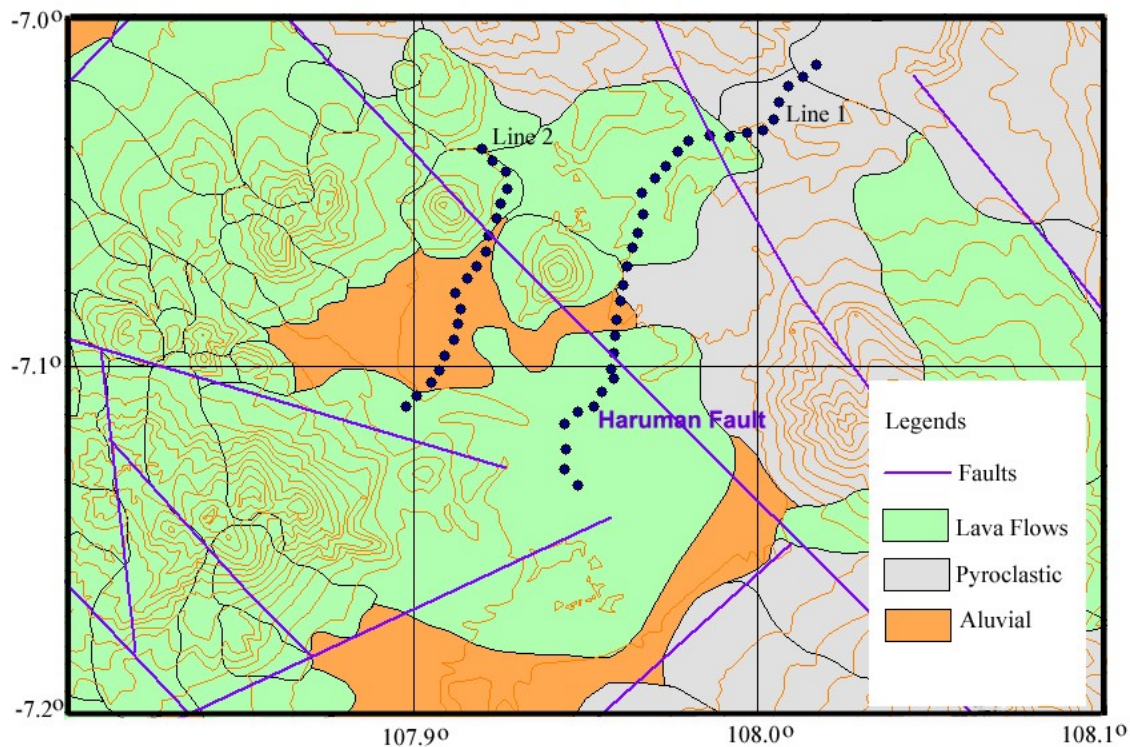 -7.0°
Line 1
Line 2
-7.1°
Haruman Fault
Legends
Faults
Lava Flows
Pyroclastic
Aluvial
-7.2°
107.9°
108.0°
108.1°